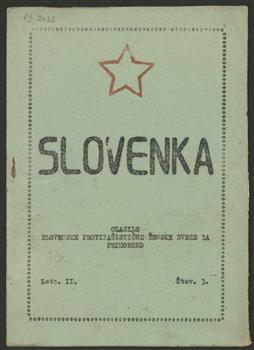 SLOVENKA
GLASILO
SLOVENSKE PROTIFAŠISTIČNE ŽENSKE ZVEZE ZA
PRIMORSKO
Leto. II.
Štev. 3.